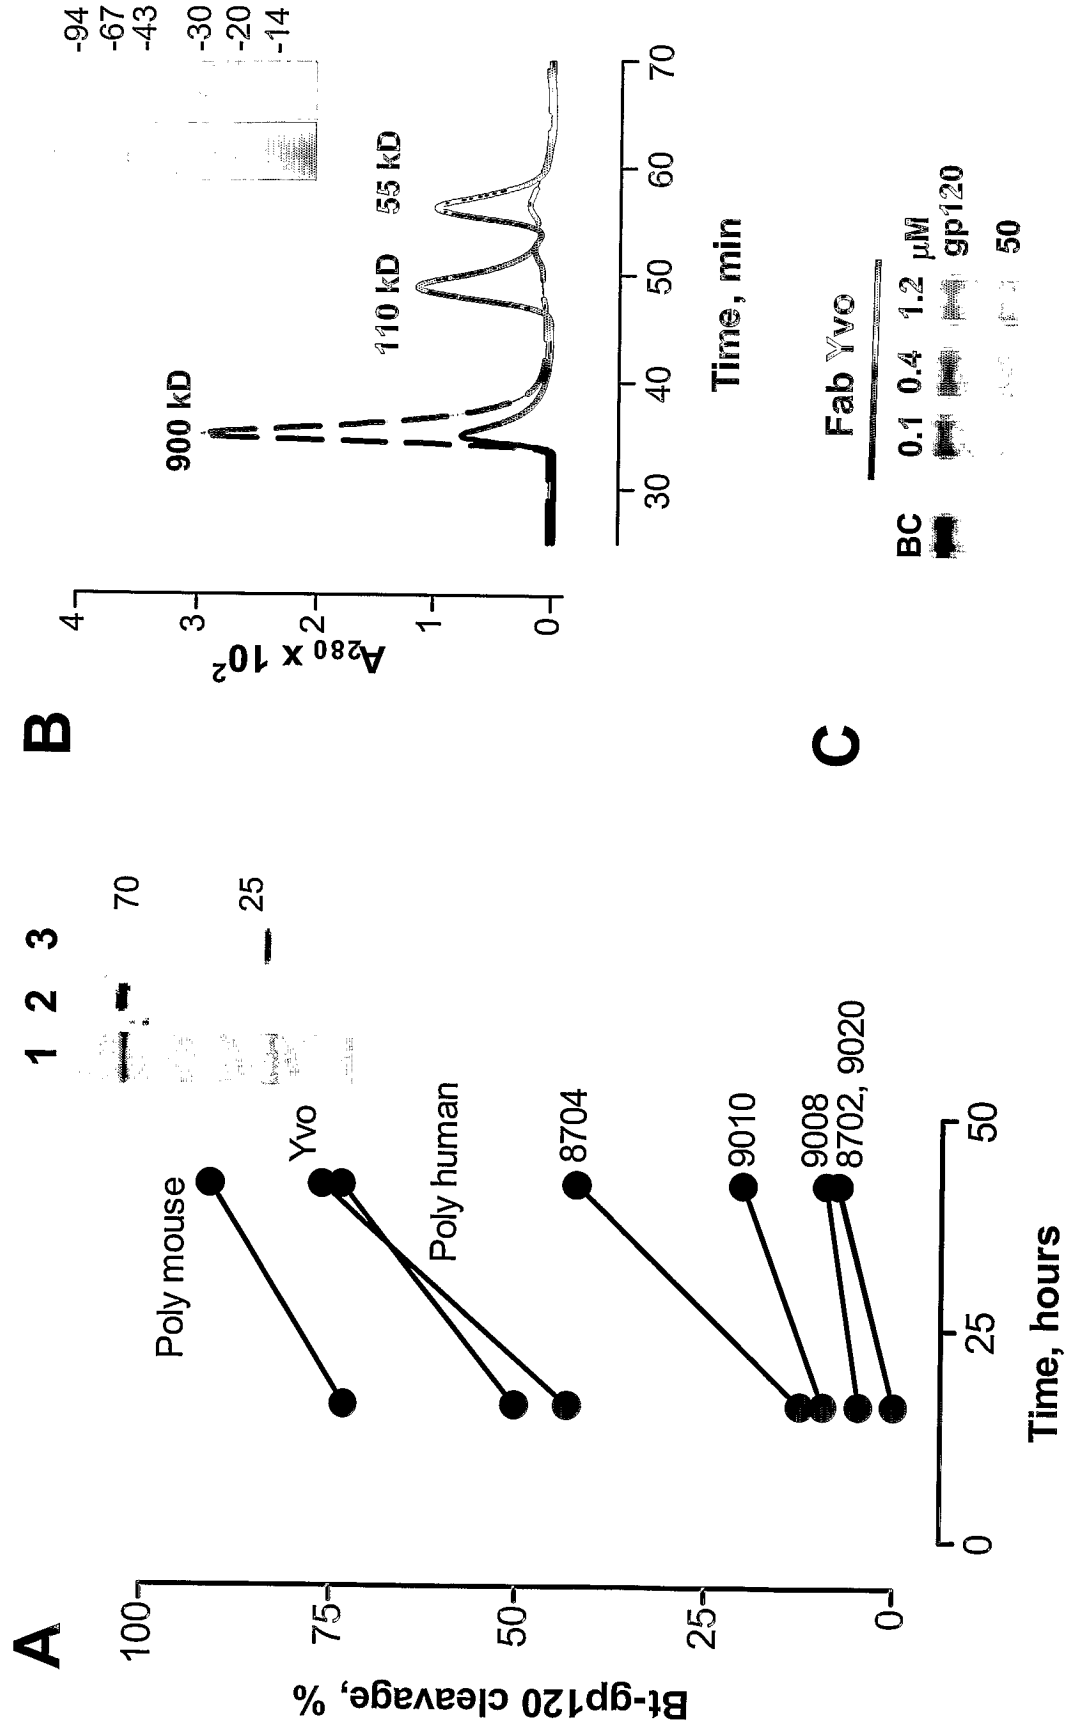 A
1 2 3
70
25
100
75
50
25
0
Bt-gp120 cleavage, %
Poly mouse
Yvo
Poly human
8704
9010
9008
8702, 9020
0 25 50
Time, hours
B
-94
-67
-43
-30
-20
-14
4
3
2
1
0
A280 x 10²
900 kD
110 kD
55 kD
30 40 50 60 70
Time, min
C
Fab Yvo
BC 0.1 0.4 1.2 µM
gp120
50